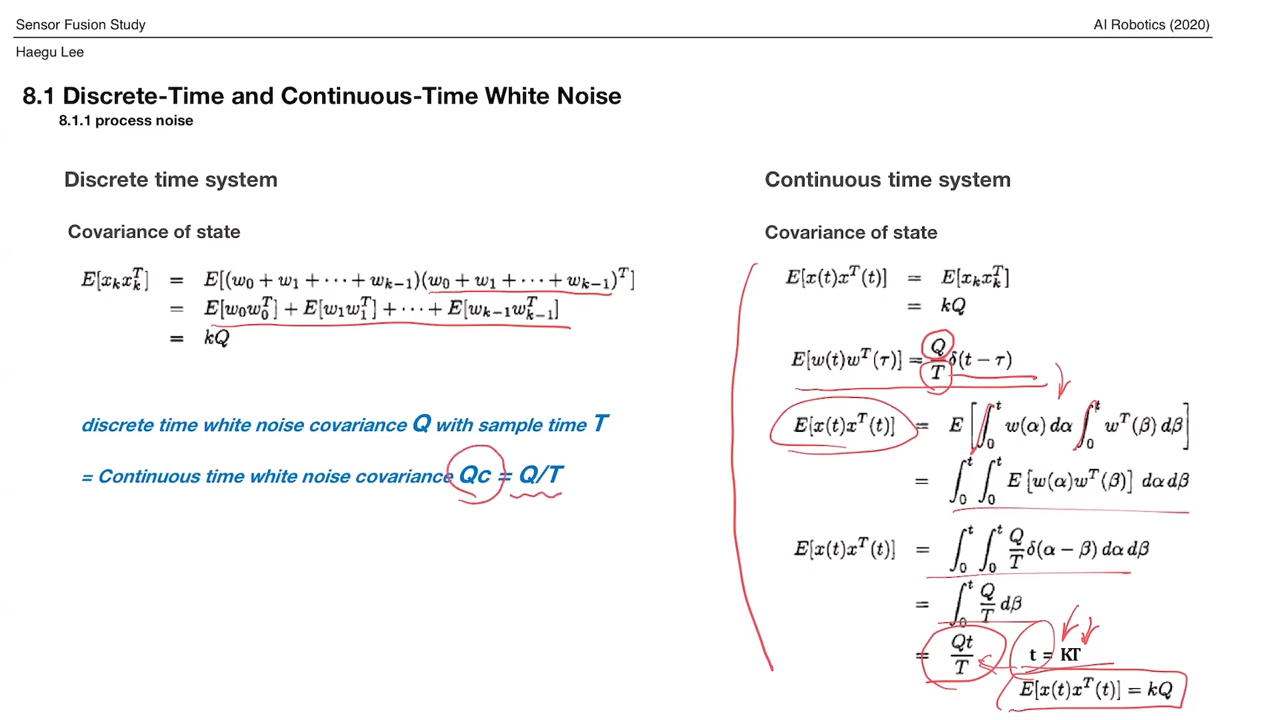 Sensor Fusion Study
AI Robotics (2020)
Haegu Lee
8.1 Discrete-Time and Continuous-Time White Noise
8.1.1 process noise
Discrete time system
Covariance of state
E[x_k x_k^T] = E[(w_0 + w_1 + ··· + w_{k−1})(w_0 + w_1 + ··· + w_{k−1})^T]
= E[w_0 w_0^T] + E[w_1 w_1^T] + ··· + E[w_{k−1} w_{k−1}^T]
= kQ
discrete time white noise covariance Q with sample time T
= Continuous time white noise covariance Qc = Q/T
Continuous time system
Covariance of state
E[x(t)x^T(t)] = E[x_k x_k^T]
= kQ
E[w(t)w^T(τ)] = Q/T δ(t − τ)
E[x(t)x^T(t)] = E[∫_0^t w(α) dα ∫_0^t w^T(β) dβ]
= ∫_0^t ∫_0^t E[w(α)w^T(β)] dα dβ
E[x(t)x^T(t)] = ∫_0^t ∫_0^t Q/T δ(α − β) dα dβ
= ∫_0^t Q/T dβ
= Qt/T t = KT
E[x(t)x^T(t)] = kQ